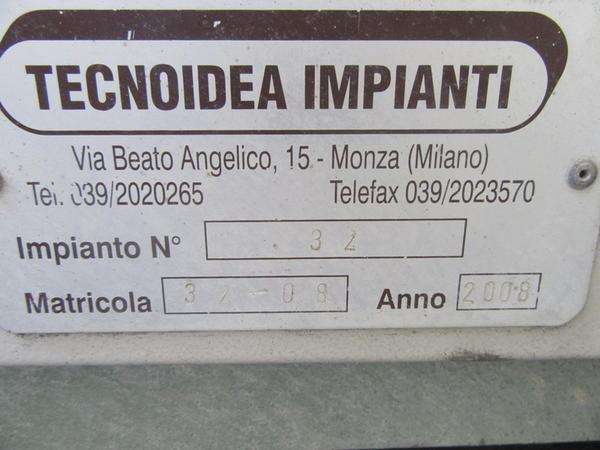 TECNOIDEA IMPIANTI
Via Beato Angelico, 15 - Monza (Milano)
Tel. 039/2020265 Telefax 039/2023570
Impianto N° 32
Matricola 32-08 Anno 2008